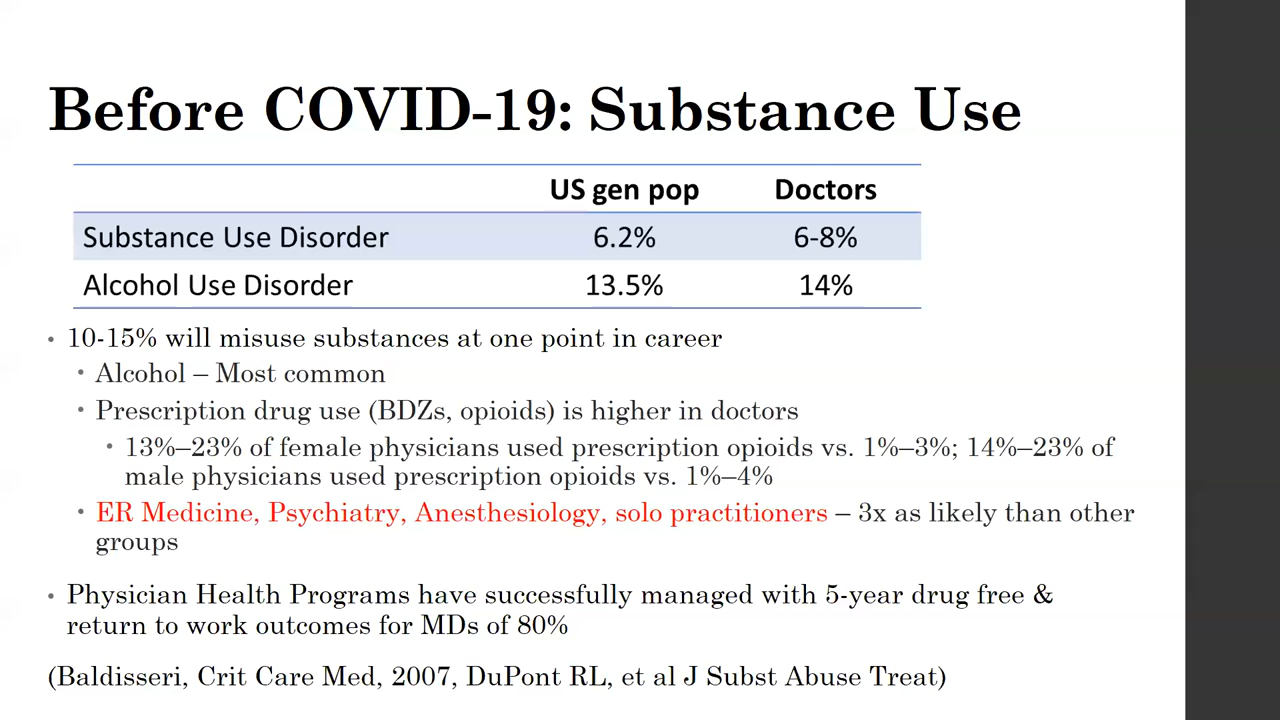 Before COVID-19: Substance Use
US gen pop Doctors
Substance Use Disorder 6.2% 6-8%
Alcohol Use Disorder 13.5% 14%
• 10-15% will misuse substances at one point in career
• Alcohol – Most common
• Prescription drug use (BDZs, opioids) is higher in doctors
• 13%–23% of female physicians used prescription opioids vs. 1%–3%; 14%–23% of
male physicians used prescription opioids vs. 1%–4%
• ER Medicine, Psychiatry, Anesthesiology, solo practitioners – 3x as likely than other
groups
• Physician Health Programs have successfully managed with 5-year drug free &
return to work outcomes for MDs of 80%
(Baldisseri, Crit Care Med, 2007, DuPont RL, et al J Subst Abuse Treat)